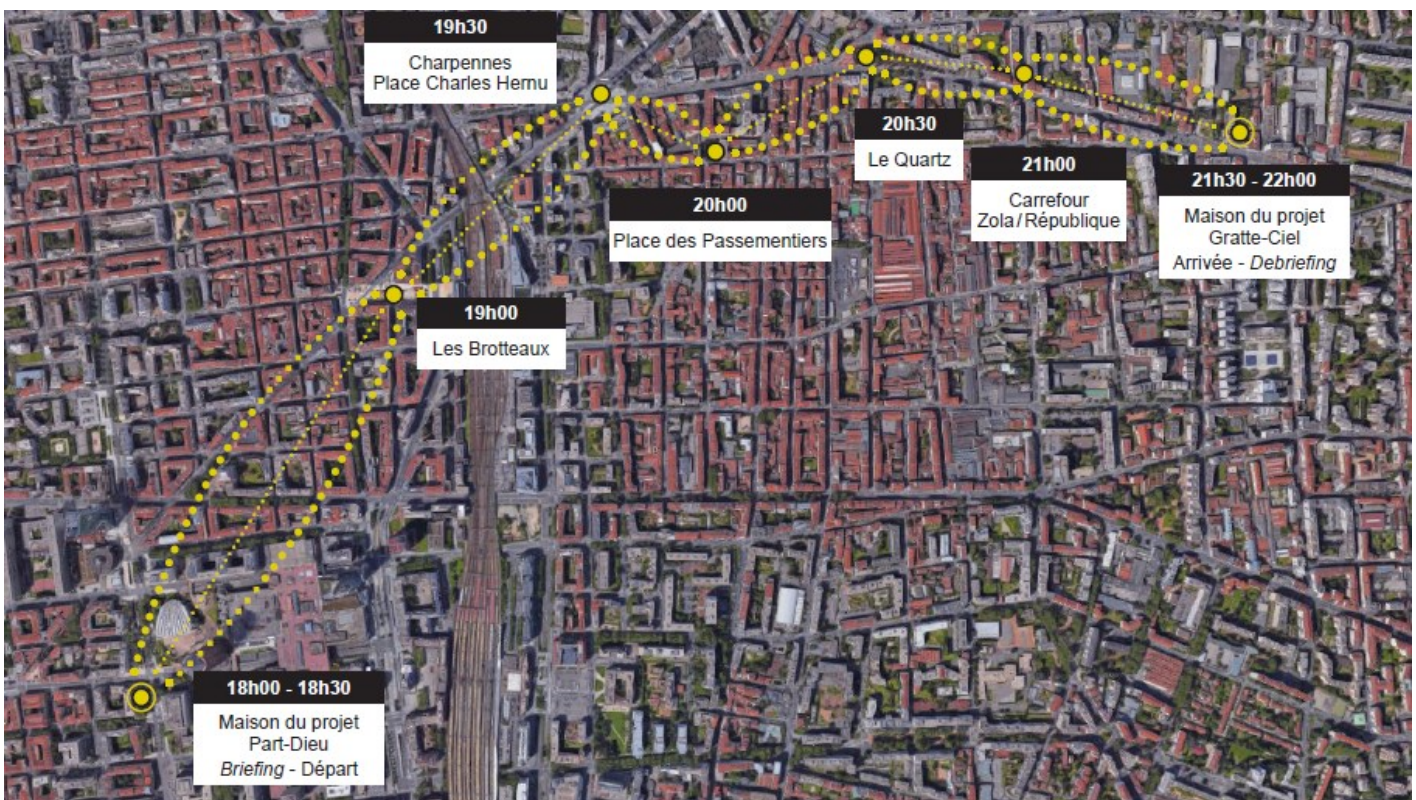 19h30
Charpennes
Place Charles Hernu
20h30
Le Quartz
21h00
Carrefour
Zola/République
21h30 - 22h00
Maison du projet
Gratte-Ciel
Arrivée - Debriefing
20h00
Place des Passementiers
19h00
Les Brotteaux
18h00 - 18h30
Maison du projet
Part-Dieu
Briefing - Départ